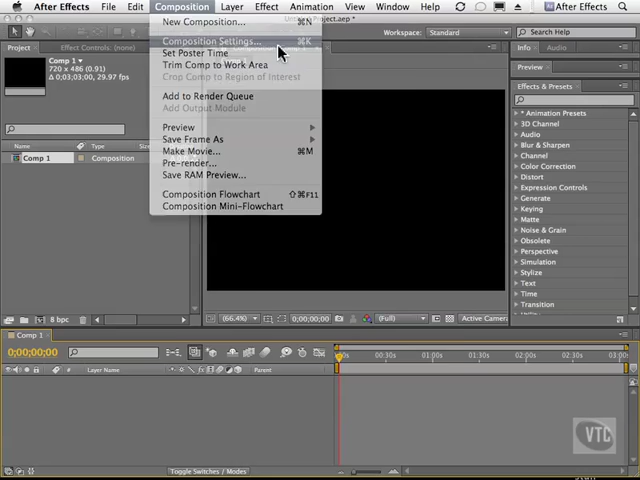 After Effects File Edit Composition Layer Effect Animation View Window Help After Effects
New Composition... ⌘N
Project.aep *
Workspace: Standard Search Help
Project Effect Controls: Composition Settings... ⌘K Info Audio
Comp 1 Set Poster Time
720 x 486 (0.91) Trim Comp to Work Area Preview
Δ 0;03;03;00, 29.97 Crop Comp to Region of Interest
Effects & Presets
Add to Render Queue
Add Output Module
* Animation Presets
3D Channel
Preview
Audio
Save Frame As
Blur & Sharpen
Name Type
Make Movie... ⌘M
Channel
Comp 1 Composition
Pre-render...
Color Correction
Save RAM Preview...
Expression Controls
Generate
Composition Flowchart ⇧⌘F11
Keying
Composition Mini-Flowchart
Matte
Noise & Grain
Obsolete
Perspective
Simulation
Stylize
Text
Time
Transition
8 bpc (66.4%) 0;00;00;00 (Full) Active Camera
Comp 1
0;00;00;00
# Layer Name Parent 00:30s 01:00s 01:30s 02:00s 02:30s 03:00s
VTC
Toggle Switches / Modes